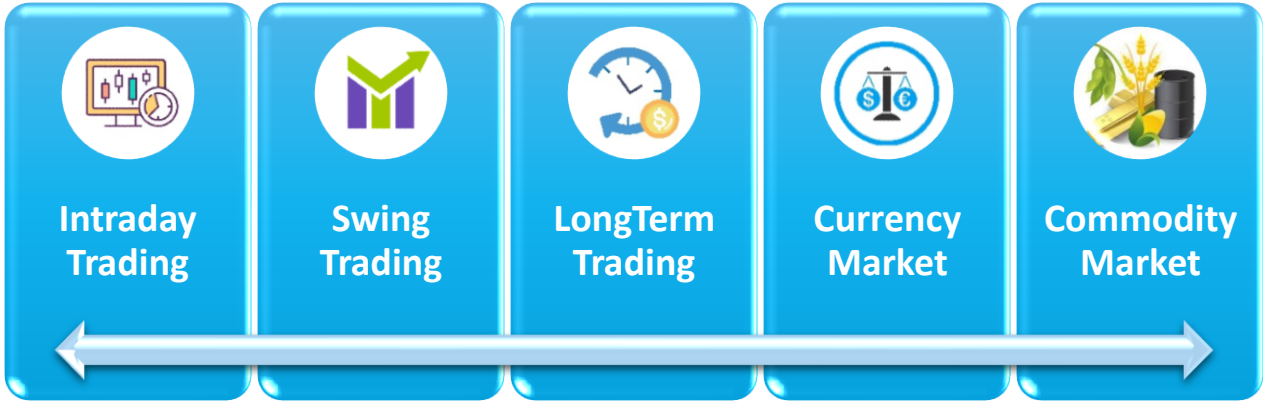 Intraday
Trading
Swing
Trading
LongTerm
Trading
Currency
Market
Commodity
Market